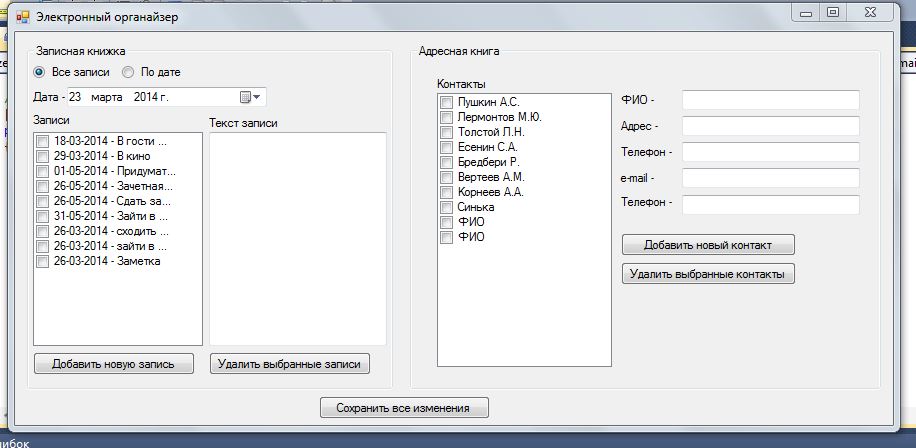 Электронный органайзер
Записная книжка
Все записи
По дате
Дата - 23 марта 2014 г.
Записи
18-03-2014 - В гости ...
29-03-2014 - В кино
01-05-2014 - Придумат...
26-05-2014 - Зачетная...
26-05-2014 - Сдать за...
31-05-2014 - Зайти в ...
26-03-2014 - сходить ...
26-03-2014 - зайти в ...
26-03-2014 - Заметка
Текст записи
Добавить новую запись
Удалить выбранные записи
Адресная книга
Контакты
Пушкин А.С.
Лермонтов М.Ю.
Толстой Л.Н.
Есенин С.А.
Бредбери Р.
Вертеев А.М.
Корнеев А.А.
Синька
ФИО
ФИО
ФИО -
Адрес -
Телефон -
e-mail -
Телефон -
Добавить новый контакт
Удалить выбранные контакты
Сохранить все изменения